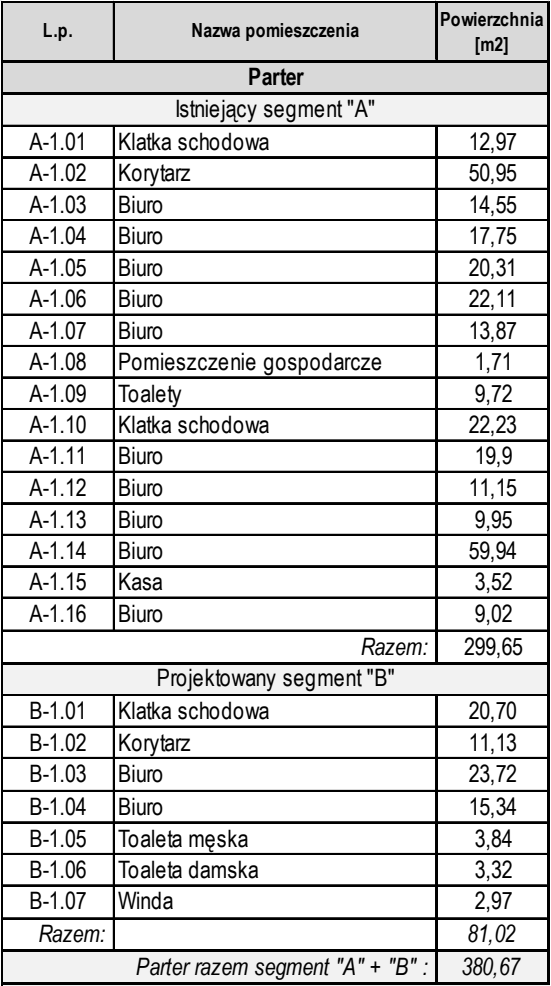 L.p. Nazwa pomieszczenia Powierzchnia [m2]
Parter
Istniejący segment "A"
A-1.01 Klatka schodowa 12,97
A-1.02 Korytarz 50,95
A-1.03 Biuro 14,55
A-1.04 Biuro 17,75
A-1.05 Biuro 20,31
A-1.06 Biuro 22,11
A-1.07 Biuro 13,87
A-1.08 Pomieszczenie gospodarcze 1,71
A-1.09 Toalety 9,72
A-1.10 Klatka schodowa 22,23
A-1.11 Biuro 19,9
A-1.12 Biuro 11,15
A-1.13 Biuro 9,95
A-1.14 Biuro 59,94
A-1.15 Kasa 3,52
A-1.16 Biuro 9,02
Razem: 299,65
Projektowany segment "B"
B-1.01 Klatka schodowa 20,70
B-1.02 Korytarz 11,13
B-1.03 Biuro 23,72
B-1.04 Biuro 15,34
B-1.05 Toaleta męska 3,84
B-1.06 Toaleta damska 3,32
B-1.07 Winda 2,97
Razem: 81,02
Parter razem segment "A" + "B" : 380,67